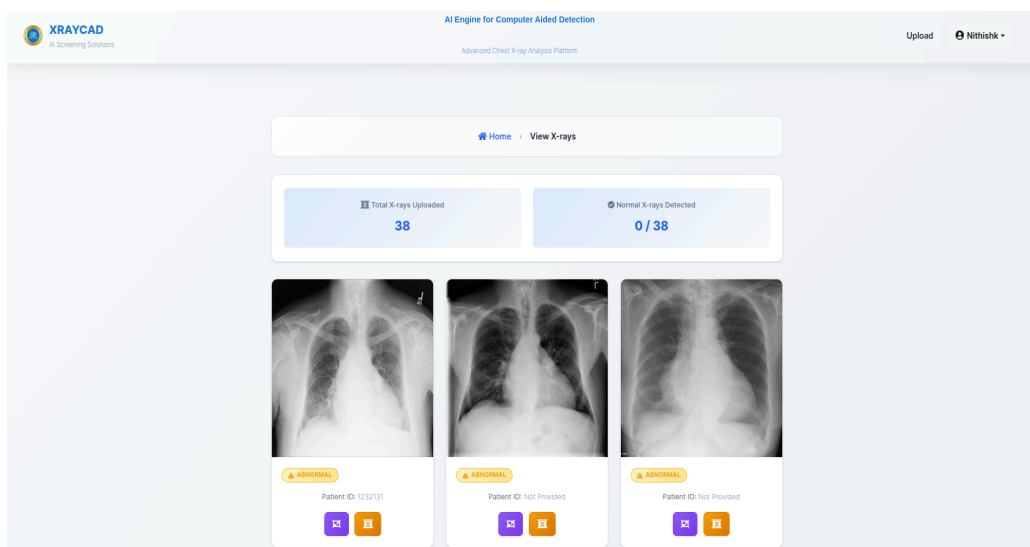 XRAYCAD
AI Screening Solutions
AI Engine for Computer Aided Detection
Advanced Chest X-ray Analysis Platform
Upload
Nithishk
Home › View X-rays
Total X-rays Uploaded
38
Normal X-rays Detected
0 / 38
ABNORMAL
Patient ID: 1232131
ABNORMAL
Patient ID: Not Provided
ABNORMAL
Patient ID: Not Provided